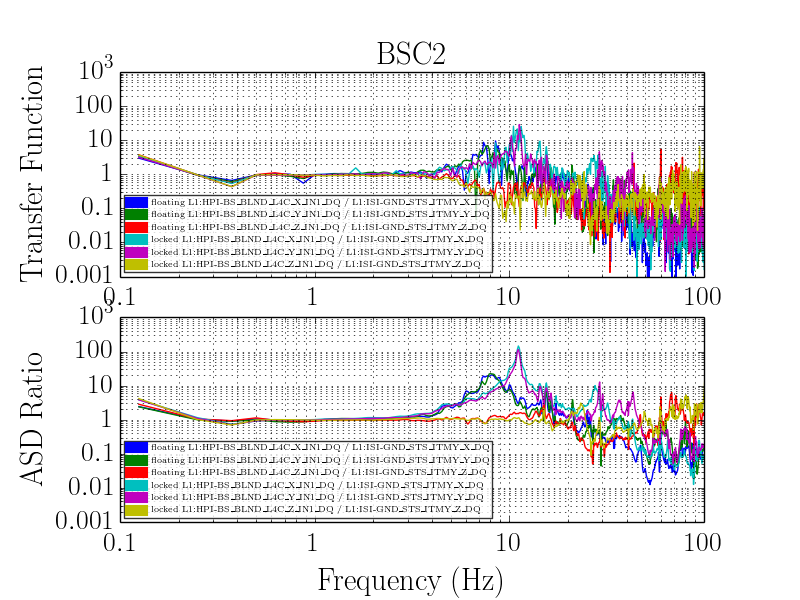 BSC2
Transfer Function
10³
100
10
1
0.1
0.01
0.001
floating L1:HPI-BS_BLND_L4C_X_IN1_DQ / L1:ISI-GND_STS_ITMY_X_DQ
floating L1:HPI-BS_BLND_L4C_Y_IN1_DQ / L1:ISI-GND_STS_ITMY_Y_DQ
floating L1:HPI-BS_BLND_L4C_Z_IN1_DQ / L1:ISI-GND_STS_ITMY_Z_DQ
locked L1:HPI-BS_BLND_L4C_X_IN1_DQ / L1:ISI-GND_STS_ITMY_X_DQ
locked L1:HPI-BS_BLND_L4C_Y_IN1_DQ / L1:ISI-GND_STS_ITMY_Y_DQ
locked L1:HPI-BS_BLND_L4C_Z_IN1_DQ / L1:ISI-GND_STS_ITMY_Z_DQ
0.1 1 10 100
ASD Ratio
10³
100
10
1
0.1
0.01
0.001
floating L1:HPI-BS_BLND_L4C_X_IN1_DQ / L1:ISI-GND_STS_ITMY_X_DQ
floating L1:HPI-BS_BLND_L4C_Y_IN1_DQ / L1:ISI-GND_STS_ITMY_Y_DQ
floating L1:HPI-BS_BLND_L4C_Z_IN1_DQ / L1:ISI-GND_STS_ITMY_Z_DQ
locked L1:HPI-BS_BLND_L4C_X_IN1_DQ / L1:ISI-GND_STS_ITMY_X_DQ
locked L1:HPI-BS_BLND_L4C_Y_IN1_DQ / L1:ISI-GND_STS_ITMY_Y_DQ
locked L1:HPI-BS_BLND_L4C_Z_IN1_DQ / L1:ISI-GND_STS_ITMY_Z_DQ
0.1 1 10 100
Frequency (Hz)